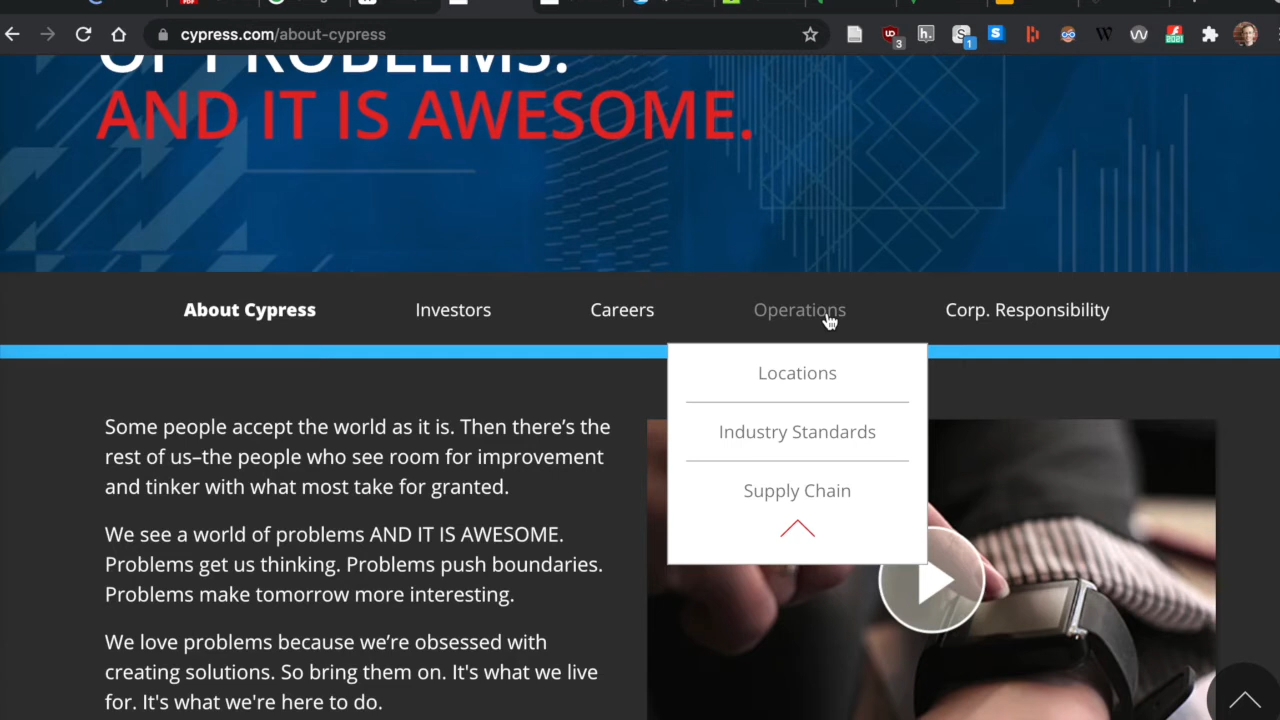 cypress.com/about-cypress
3
h.
1
2021
OF PROBLEMS.
AND IT IS AWESOME.
About Cypress
Investors
Careers
Operations
Corp. Responsibility
Locations
Industry Standards
Supply Chain
Some people accept the world as it is. Then there’s the
rest of us–the people who see room for improvement
and tinker with what most take for granted.
We see a world of problems AND IT IS AWESOME.
Problems get us thinking. Problems push boundaries.
Problems make tomorrow more interesting.
We love problems because we’re obsessed with
creating solutions. So bring them on. It's what we live
for. It's what we're here to do.